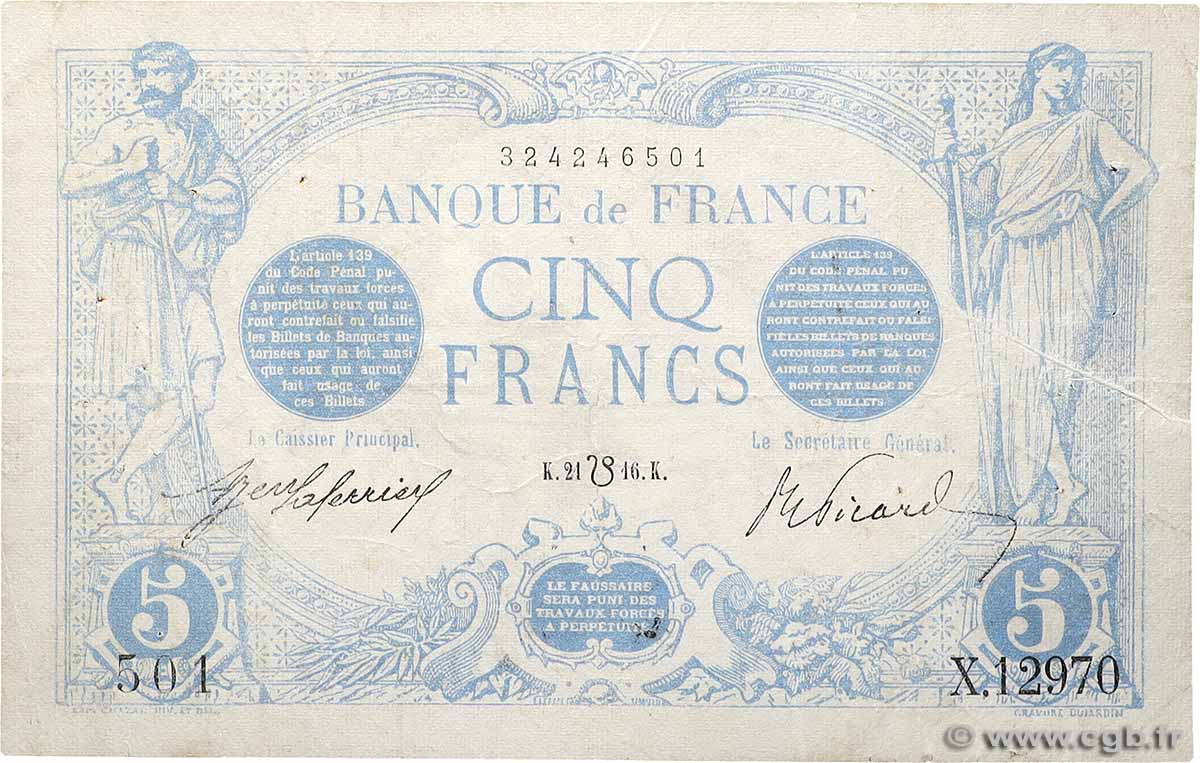 324246501
BANQUE de FRANCE
CINQ
FRANCS
L'article 139
du Code Pénal pu-
nit des travaux forcés
à perpétuité ceux qui au-
ront contrefait ou falsifié
les Billets de Banques au-
torisées par la loi, ainsi
que ceux qui auront
fait usage de
ces Billets.
L'ARTICLE 139
DU CODE PÉNAL PU
NIT DES TRAVAUX FORCÉS
A PERPÉTUITÉ CEUX QUI AU
RONT CONTREFAIT OU FALSI
FIÉ LES BILLETS DE BANQUES
AUTORISÉES PAR LA LOI,
AINSI QUE CEUX QUI AU
RONT FAIT USAGE DE
CES BILLETS.
Le Caissier Principal,
Le Secrétaire Général,
K.21 16.K.
Picard
5
LE FAUSSAIRE
SERA PUNI DES
TRAVAUX FORCÉS
A PERPÉTUITÉ
5
501
X.12970
GRAVURE DUJARDIN
© www.cgb.fr